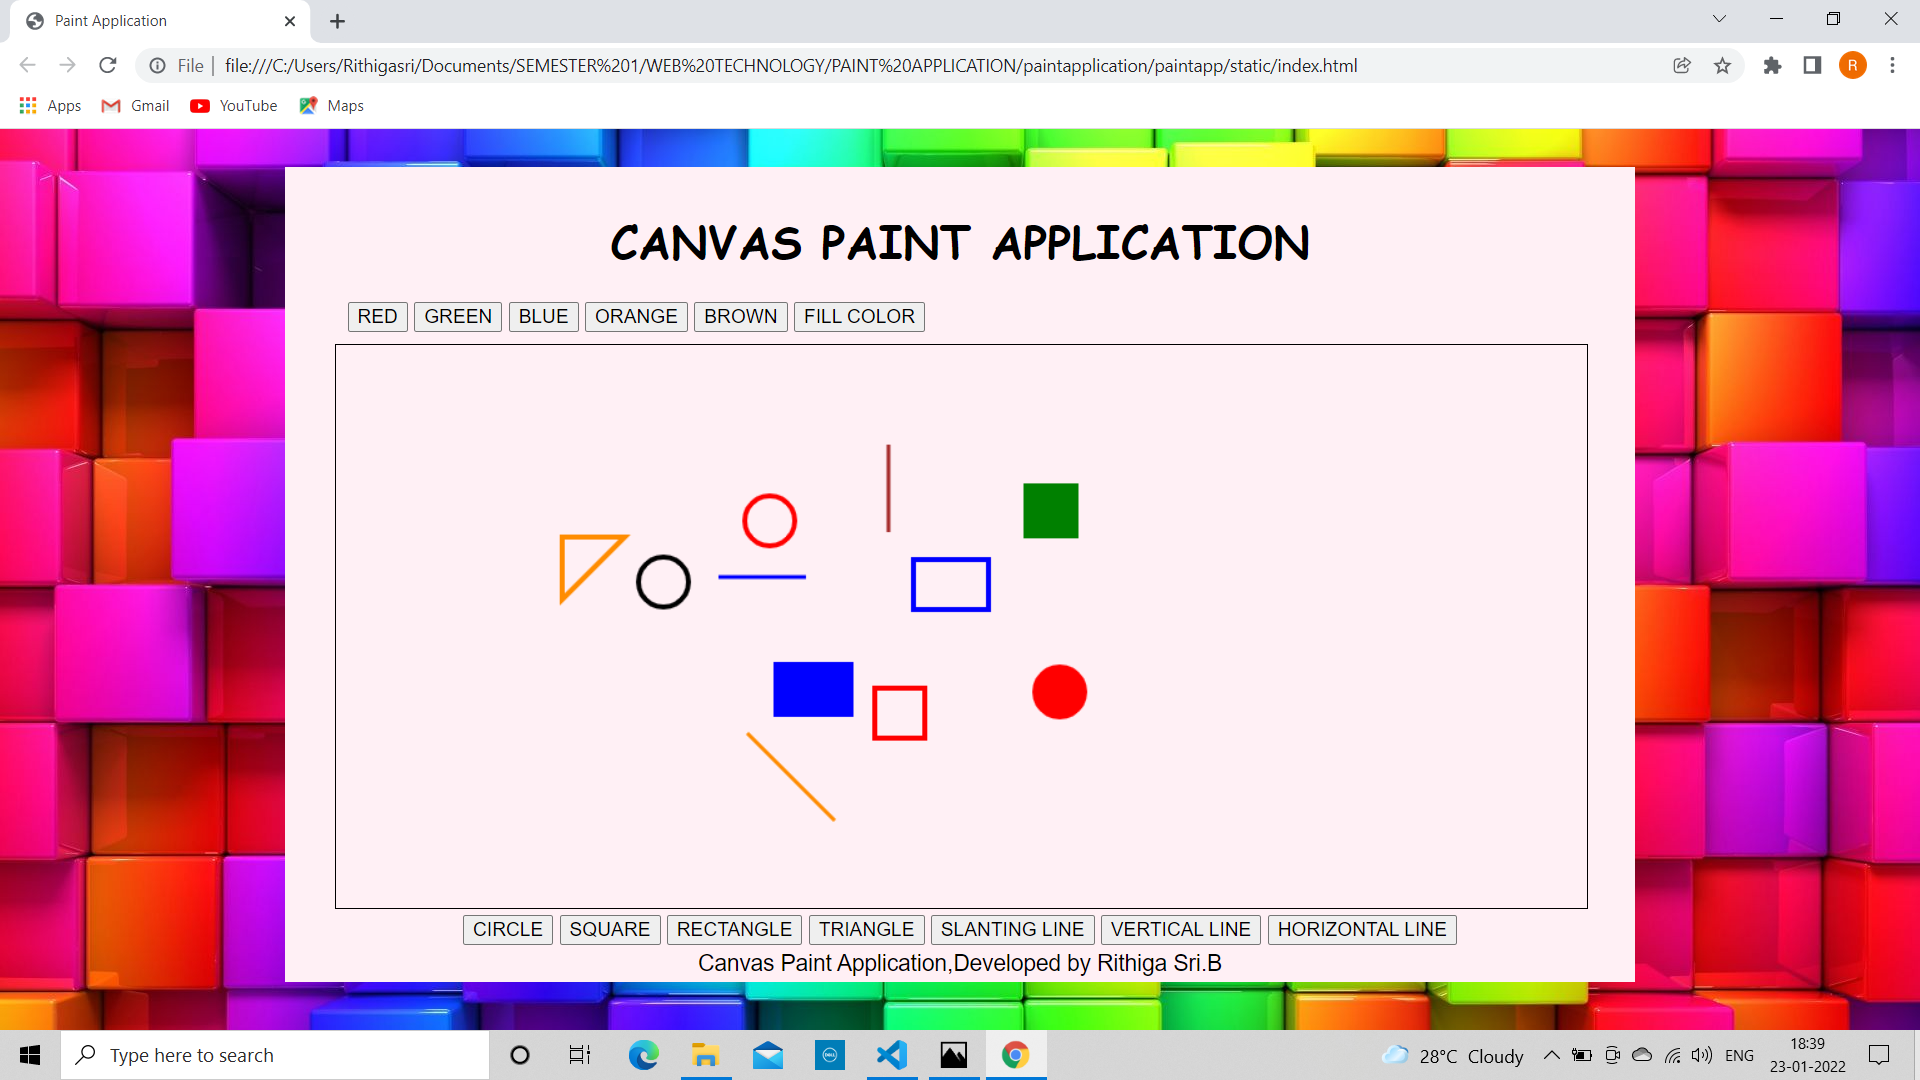 Paint Application
File
file:///C:/Users/Rithigasri/Documents/SEMESTER%201/WEB%20TECHNOLOGY/PAINT%20APPLICATION/paintapplication/paintapp/static/index.html
R
Apps Gmail YouTube Maps
CANVAS PAINT APPLICATION
RED GREEN BLUE ORANGE BROWN FILL COLOR
CIRCLE SQUARE RECTANGLE TRIANGLE SLANTING LINE VERTICAL LINE HORIZONTAL LINE
Canvas Paint Application,Developed by Rithiga Sri.B
Type here to search
DELL
28°C Cloudy
ENG
18:39
23-01-2022